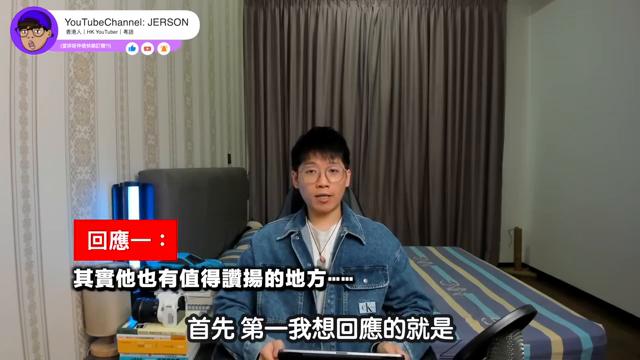 YouTubeChannel: JERSON
香港人｜HK YouTuber｜粵語
回應一：
其實他也有值得讚揚的地方⋯⋯
首先 第一我想回應的就是